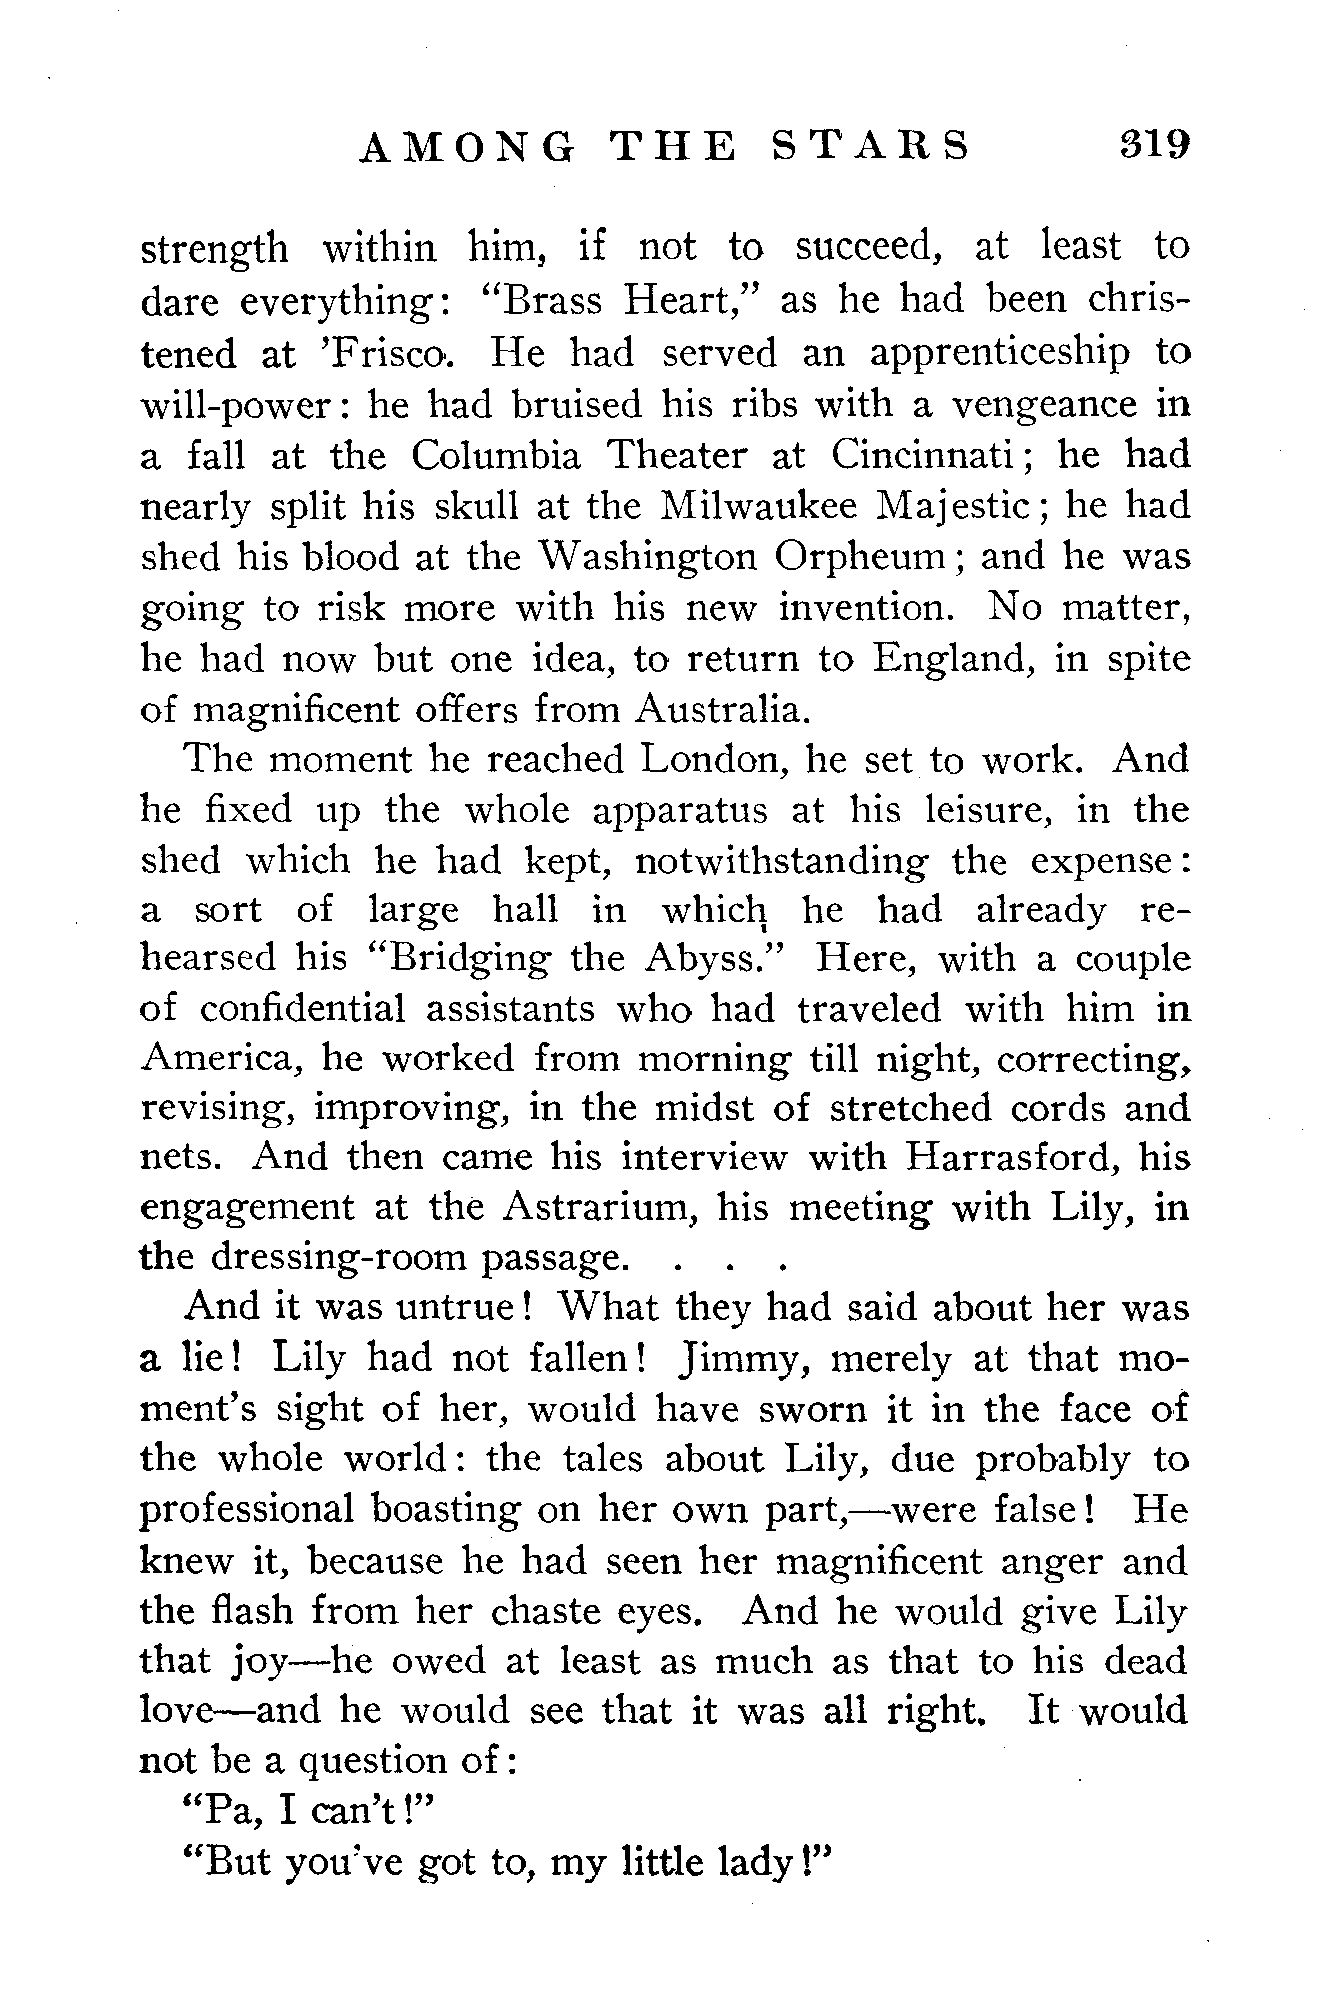 AMONG THE STARS 319
strength within him, if not to succeed, at least to
dare everything: “Brass Heart,” as he had been chris-
tened at ’Frisco. He had served an apprenticeship to
will-power: he had bruised his ribs with a vengeance in
a fall at the Columbia Theater at Cincinnati; he had
nearly split his skull at the Milwaukee Majestic; he had
shed his blood at the Washington Orpheum; and he was
going to risk more with his new invention. No matter,
he had now but one idea, to return to England, in spite
of magnificent offers from Australia.
The moment he reached London, he set to work. And
he fixed up the whole apparatus at his leisure, in the
shed which he had kept, notwithstanding the expense:
a sort of large hall in which he had already re-
hearsed his “Bridging the Abyss.” Here, with a couple
of confidential assistants who had traveled with him in
America, he worked from morning till night, correcting,
revising, improving, in the midst of stretched cords and
nets. And then came his interview with Harrasford, his
engagement at the Astrarium, his meeting with Lily, in
the dressing-room passage. . . .
And it was untrue! What they had said about her was
a lie! Lily had not fallen! Jimmy, merely at that mo-
ment’s sight of her, would have sworn it in the face of
the whole world: the tales about Lily, due probably to
professional boasting on her own part,—were false! He
knew it, because he had seen her magnificent anger and
the flash from her chaste eyes. And he would give Lily
that joy—he owed at least as much as that to his dead
love—and he would see that it was all right. It would
not be a question of:
“Pa, I can’t!”
“But you’ve got to, my little lady!”